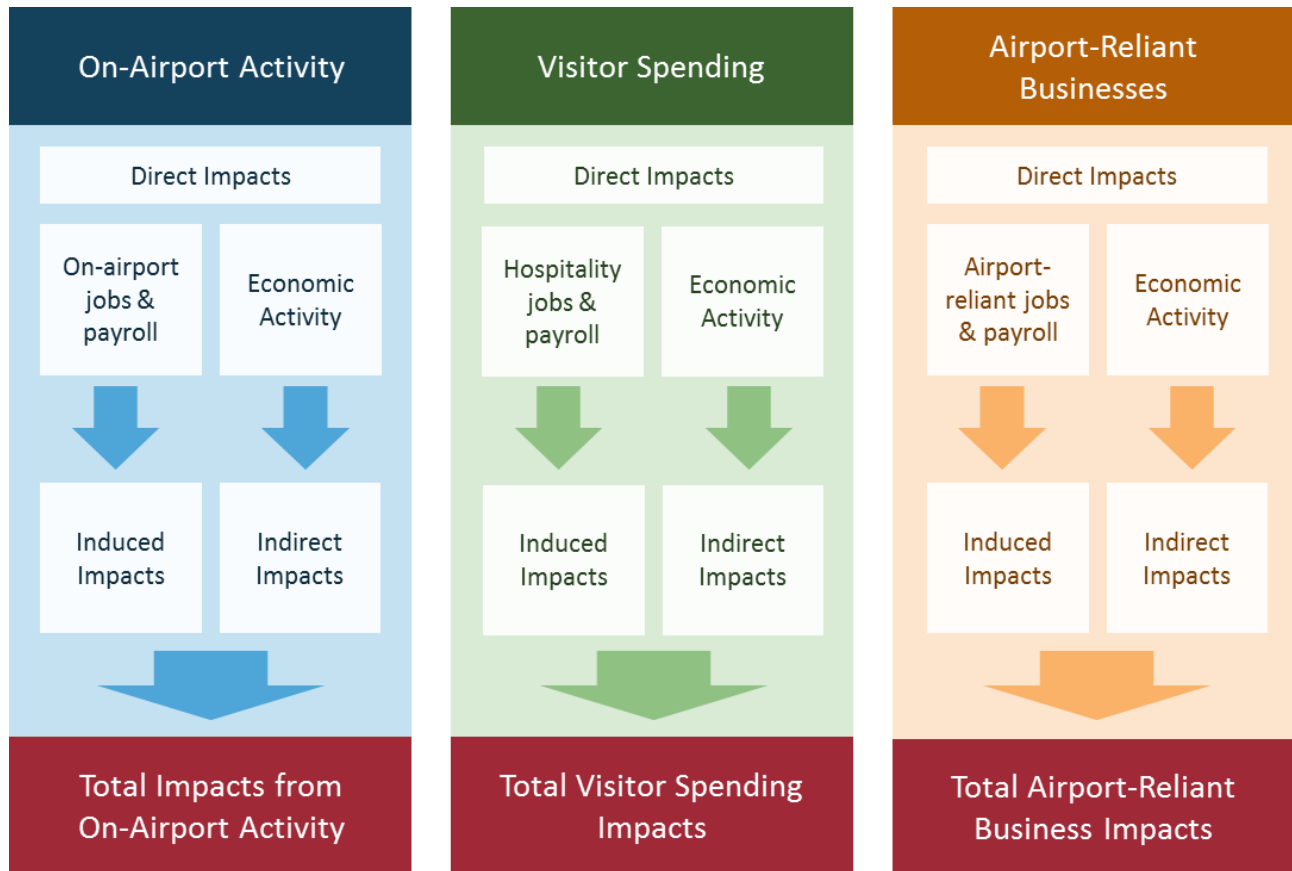 On-Airport Activity
Direct Impacts
On-airport
jobs &
payroll
Economic
Activity
Induced
Impacts
Indirect
Impacts
Total Impacts from
On-Airport Activity
Visitor Spending
Direct Impacts
Hospitality
jobs &
payroll
Economic
Activity
Induced
Impacts
Indirect
Impacts
Total Visitor Spending
Impacts
Airport-Reliant
Businesses
Direct Impacts
Airport-
reliant jobs
& payroll
Economic
Activity
Induced
Impacts
Indirect
Impacts
Total Airport-Reliant
Business Impacts